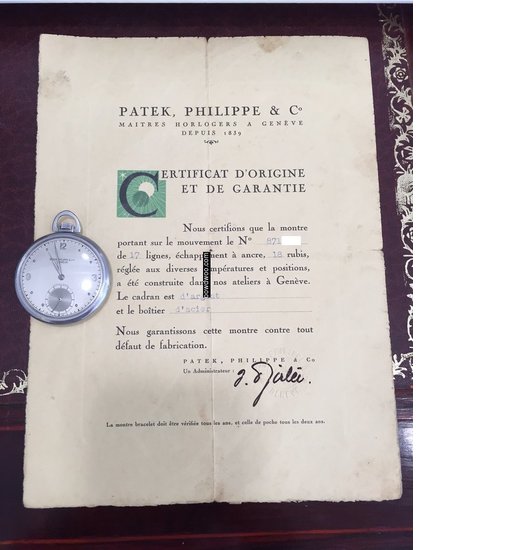 PATEK, PHILIPPE & Cº
MAITRES HORLOGERS A GENÈVE
DEPUIS 1839
CERTIFICAT D'ORIGINE
ET DE GARANTIE
Nous certifions que la montre
portant sur le mouvement le Nº 871
de 17 lignes, échappement à ancre, 18 rubis,
réglée aux diverses températures et positions,
a été construite dans nos ateliers à Genève.
Le cadran est d'argent
et le boîtier d'acier
Nous garantissons cette montre contre tout
défaut de fabrication.
PATEK, PHILIPPE & Cº
Un Administrateur :
La montre bracelet doit être vérifiée tous les ans, et celle de poche tous les deux ans.
12